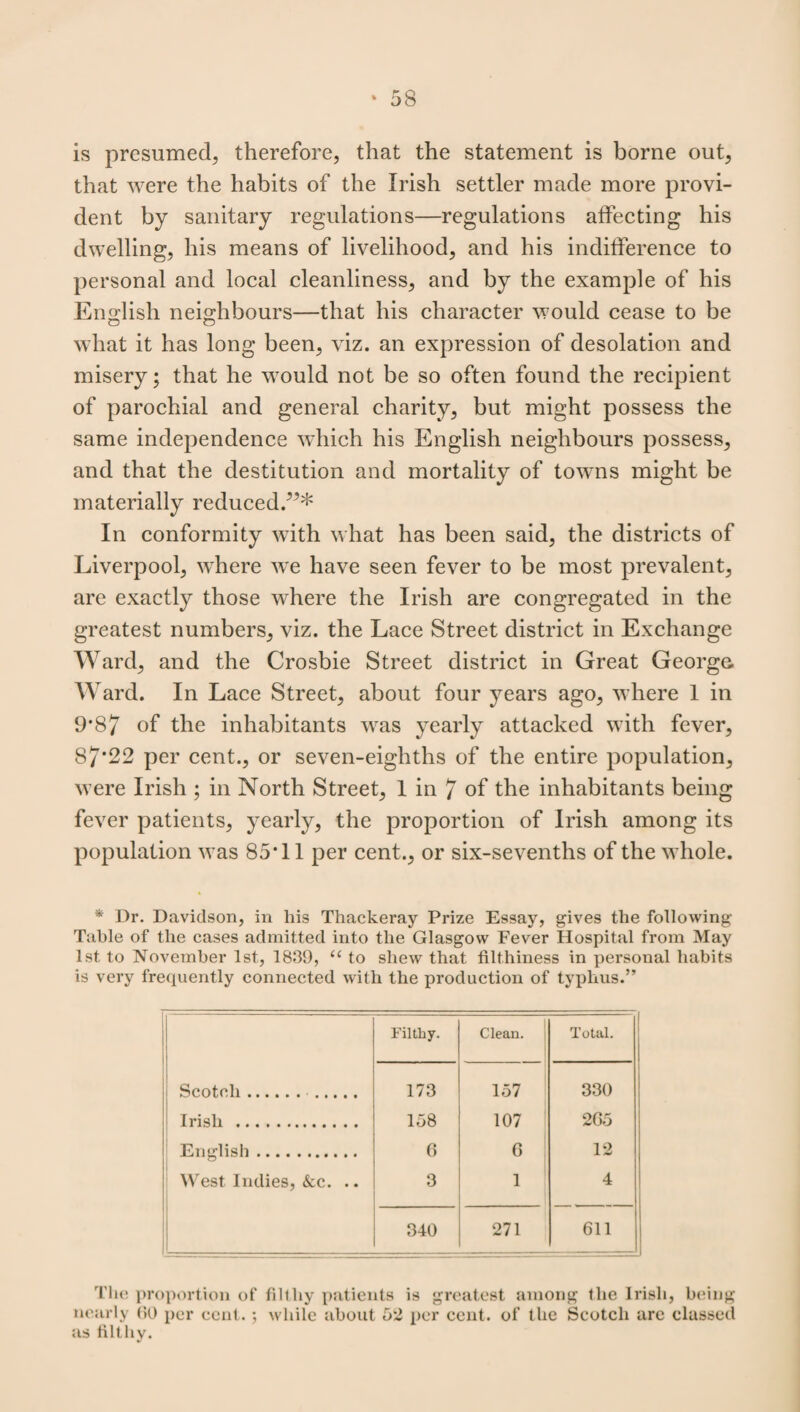 58
is presumed, therefore, that the statement is borne out,
that were the habits of the Irish settler made more provi-
dent by sanitary regulations—regulations affecting his
dwelling, his means of livelihood, and his indifference to
personal and local cleanliness, and by the example of his
English neighbours—that his character would cease to be
what it has long been, viz. an expression of desolation and
misery; that he would not be so often found the recipient
of parochial and general charity, but might possess the
same independence which his English neighbours possess,
and that the destitution and mortality of towns might be
materially reduced.”*
In conformity with what has been said, the districts of
Liverpool, where we have seen fever to be most prevalent,
are exactly those where the Irish are congregated in the
greatest numbers, viz. the Lace Street district in Exchange
Ward, and the Crosbie Street district in Great George
Ward. In Lace Street, about four years ago, where 1 in
9·87 of the inhabitants was yearly attacked with fever,
87·22 per cent., or seven-eighths of the entire population,
were Irish ; in North Street, 1 in 7 of the inhabitants being
fever patients, yearly, the proportion of Irish among its
population was 85·11 per cent., or six-sevenths of the whole.
* Dr. Davidson, in his Thackeray Prize Essay, gives the following
Table of the cases admitted into the Glasgow Fever Hospital from May
1st to November 1st, 1839, “ to shew that filthiness in personal habits
is very frequently connected with the production of typhus.”
Filthy. Clean. Total.
Scotch........... 173 157 330
Irish ............. 158 107 265
English........... 6 6 12
West Indies, &c. .. 3 1 4
340 271 611
The proportion of filthy patients is greatest among the Irish, being
nearly 60 per cent. ; while about 52 per cent. of the Scotch are classed
as filthy.